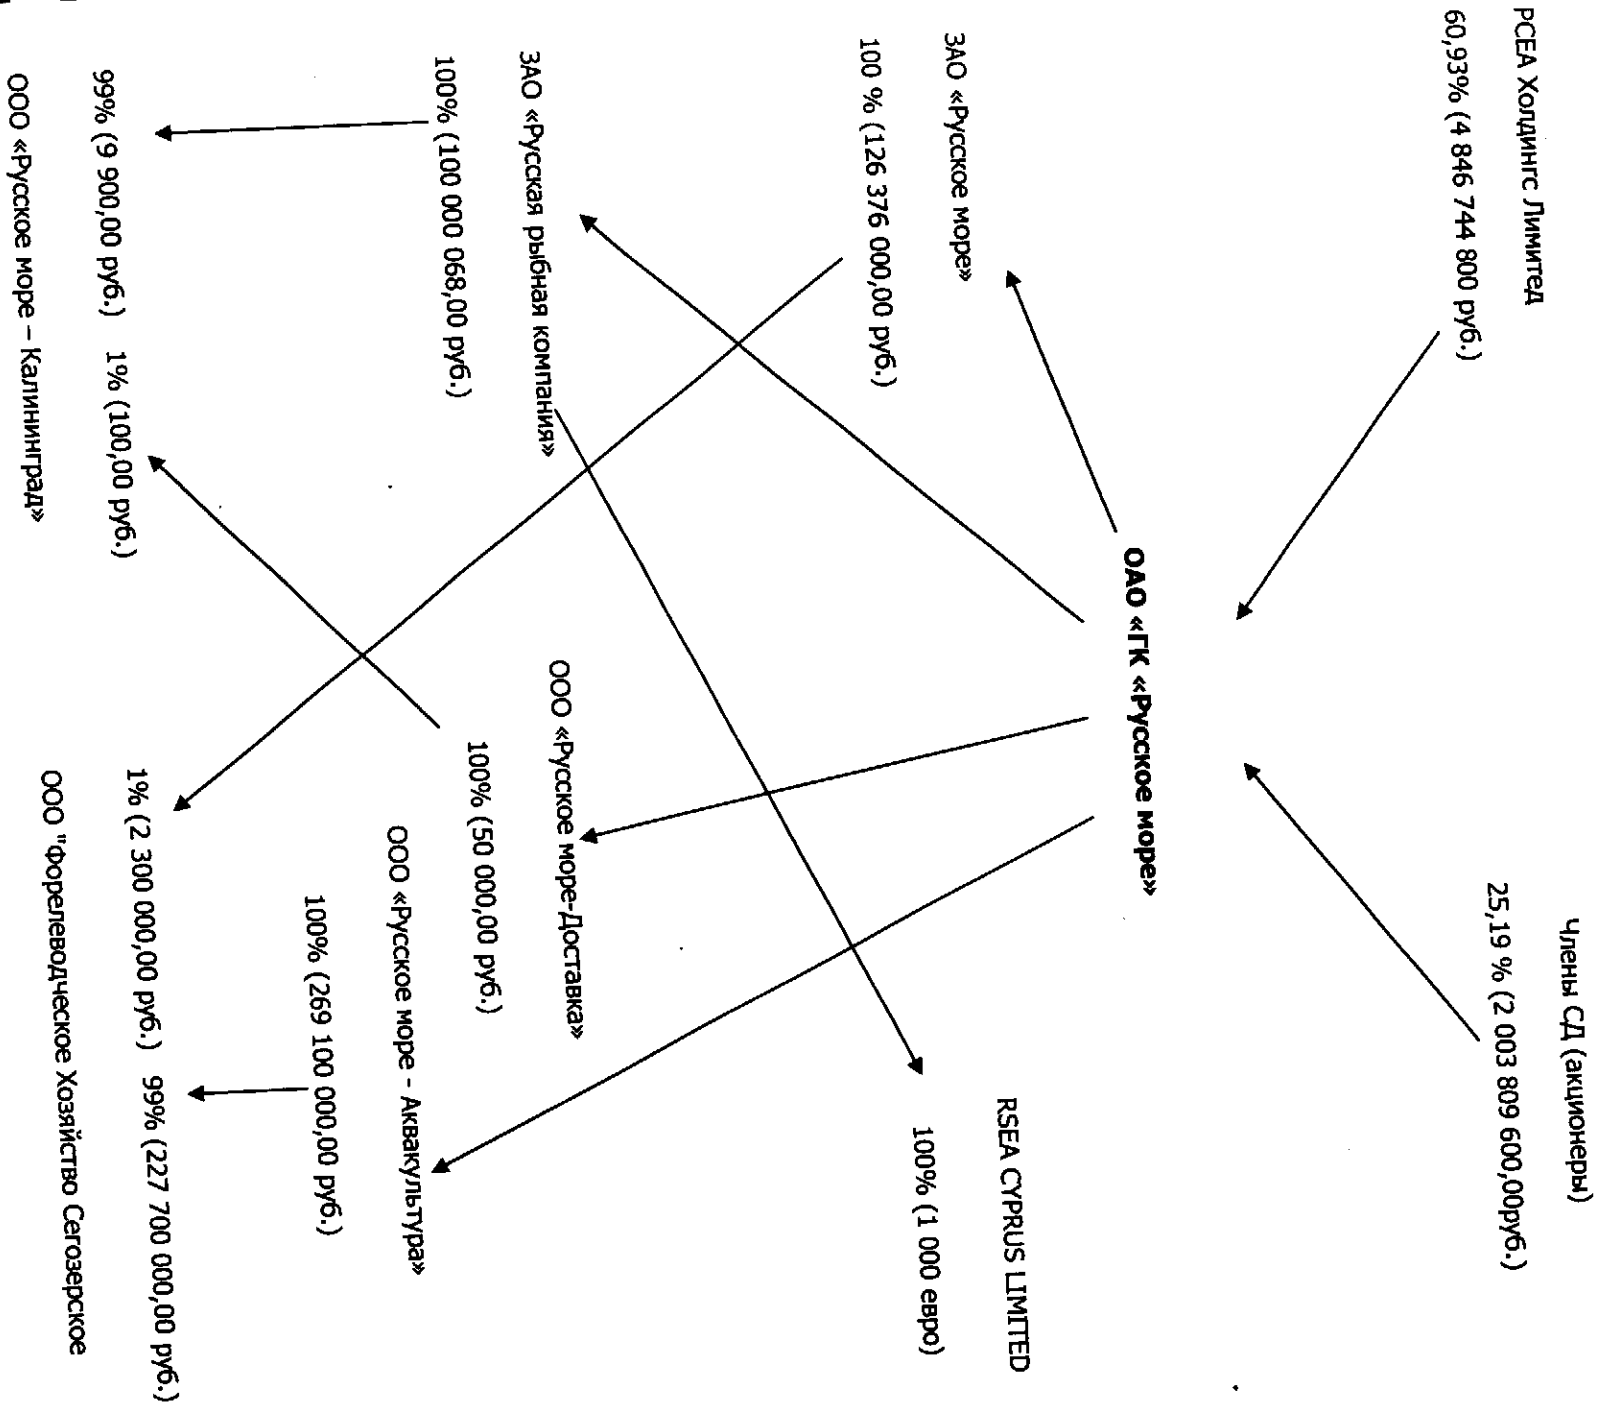 РСЕА Холдингс Лимитед
60,93% (4 846 744 800 руб.)
Члены СД (акционеры)
25,19 % (2 003 809 600,00руб.)
ОАО «ГК «Русское море»
ЗАО «Русское море»
100 % (126 376 000,00 руб.)
RSEA CYPRUS LIMITED
100% (1 000 евро)
ЗАО «Русская рыбная компания»
100% (100 000 068,00 руб.)
ООО «Русское море-Доставка»
100% (50 000,00 руб.)
ООО «Русское море - Аквакультура»
100% (269 100 000,00 руб.)
99% (9 900,00 руб.) 1% (100,00 руб.)
ООО «Русское море – Калининград»
1% (2 300 000,00 руб.) 99% (227 700 000,00 руб.)
ООО "Форелеводческое Хозяйство Сегозерское